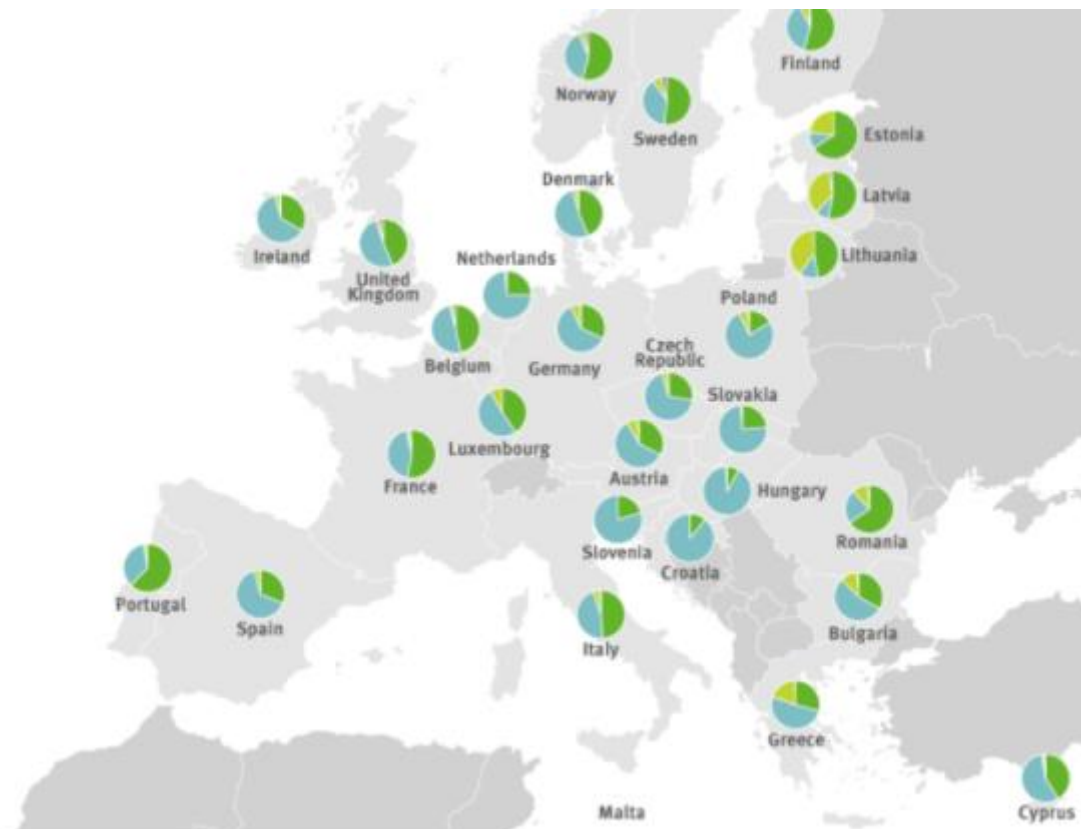 Finland
Norway
Sweden
Estonia
Denmark
Latvia
Ireland
United
Kingdom
Netherlands
Lithuania
Poland
Belgium
Germany
Czech
Republic
Slovakia
Luxembourg
Austria
France
Hungary
Slovenia
Croatia
Romania
Portugal
Spain
Italy
Bulgaria
Greece
Malta
Cyprus